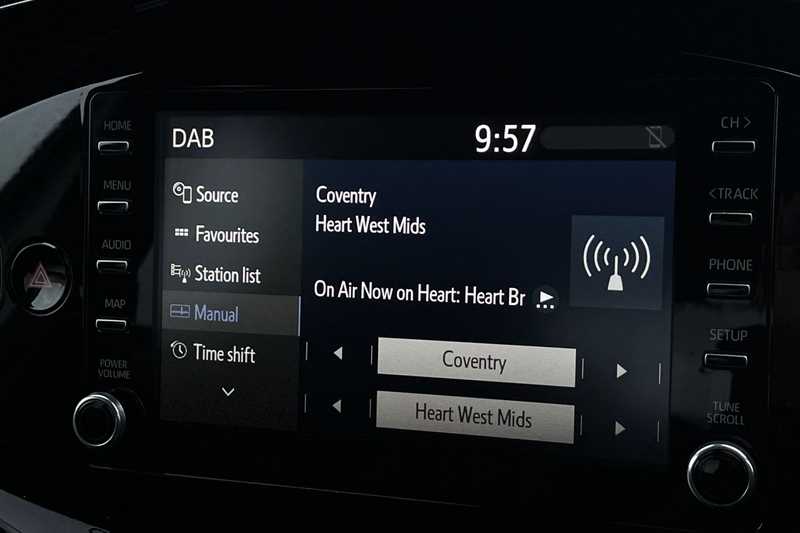 HOME
MENU
AUDIO
MAP
POWER
VOLUME
DAB
9:57
Source
Favourites
Station list
Manual
Time shift
Coventry
Heart West Mids
On Air Now on Heart: Heart Br
Coventry
Heart West Mids
CH >
< TRACK
PHONE
SETUP
TUNE
SCROLL